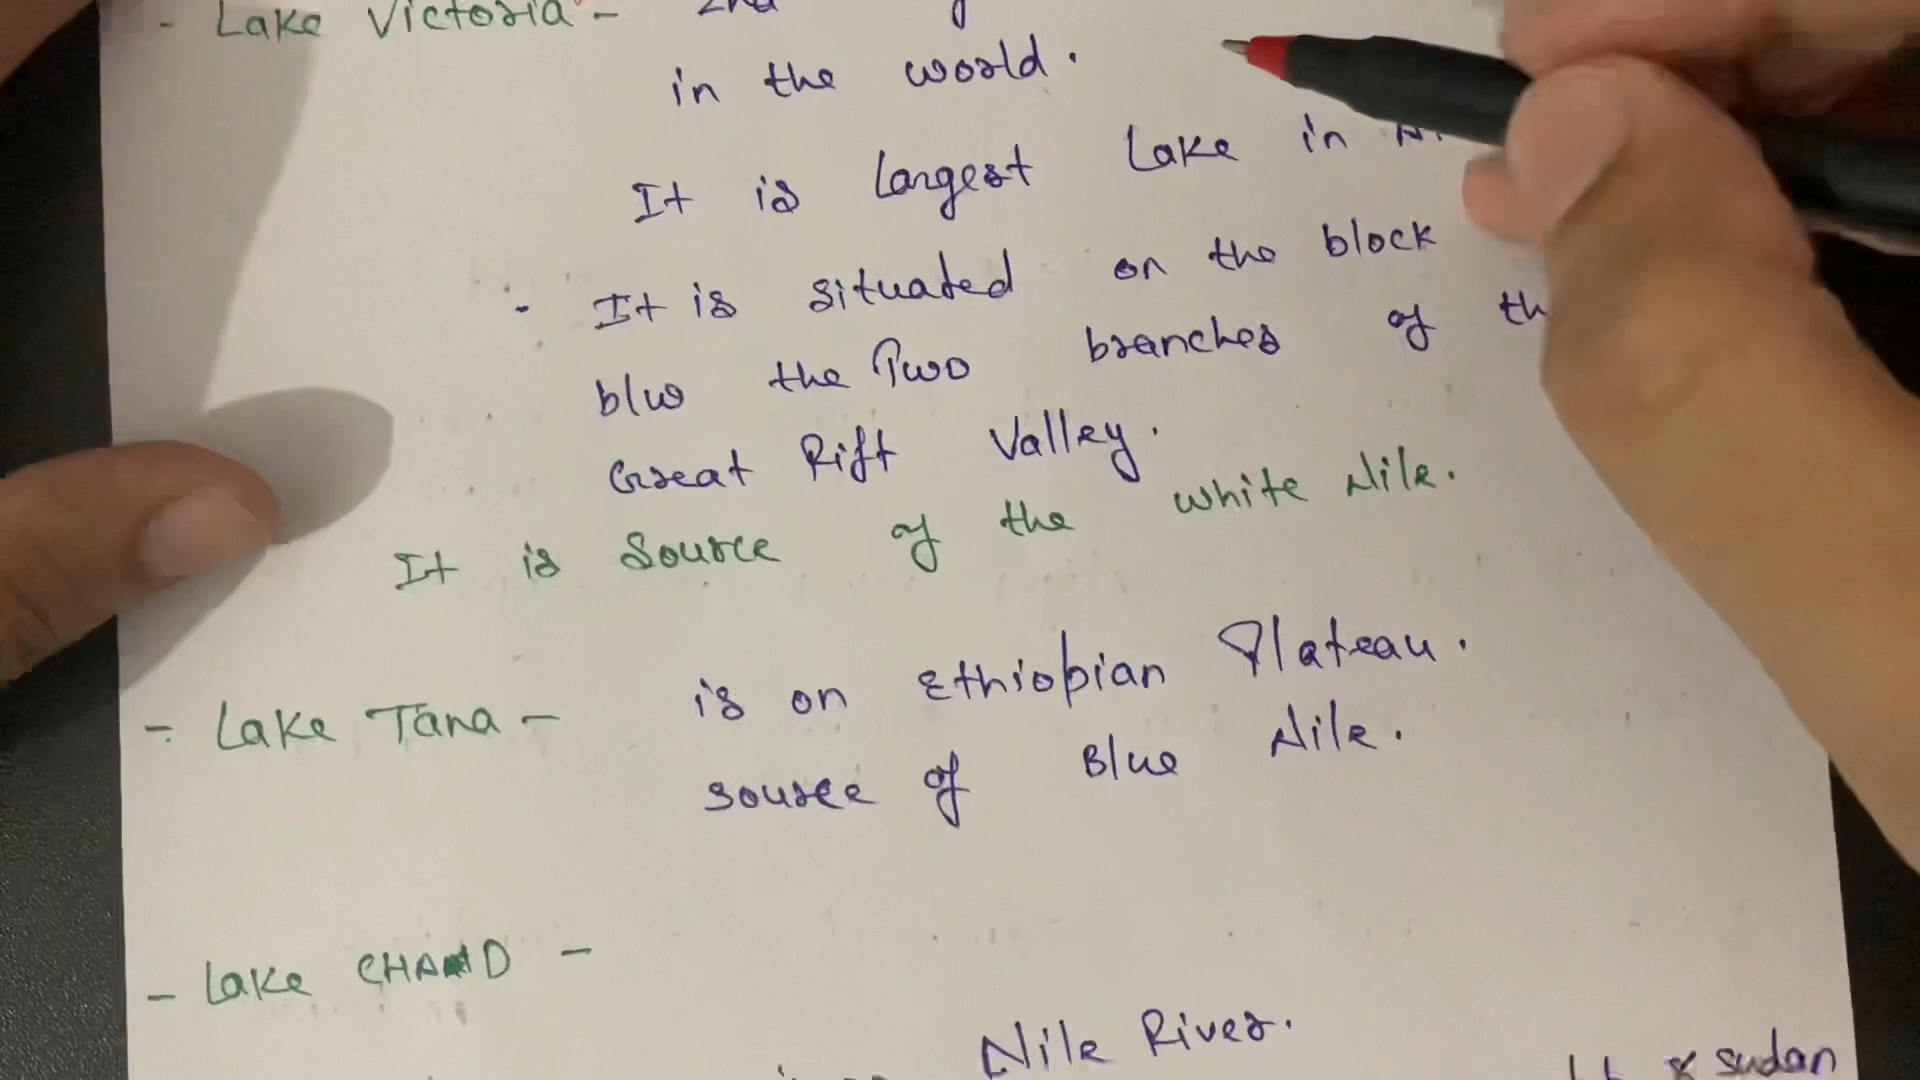 - Lake Victoria - 2nd
in the world.
It is Largest Lake in
. It is situated on the block
b/w the Two branches of th
Great Rift Valley.
It is Source of the White Nile.
- Lake Tana - is on Ethiopian Plateau.
source of Blue Nile.
- Lake CHAD -
Nile River.
& sudan